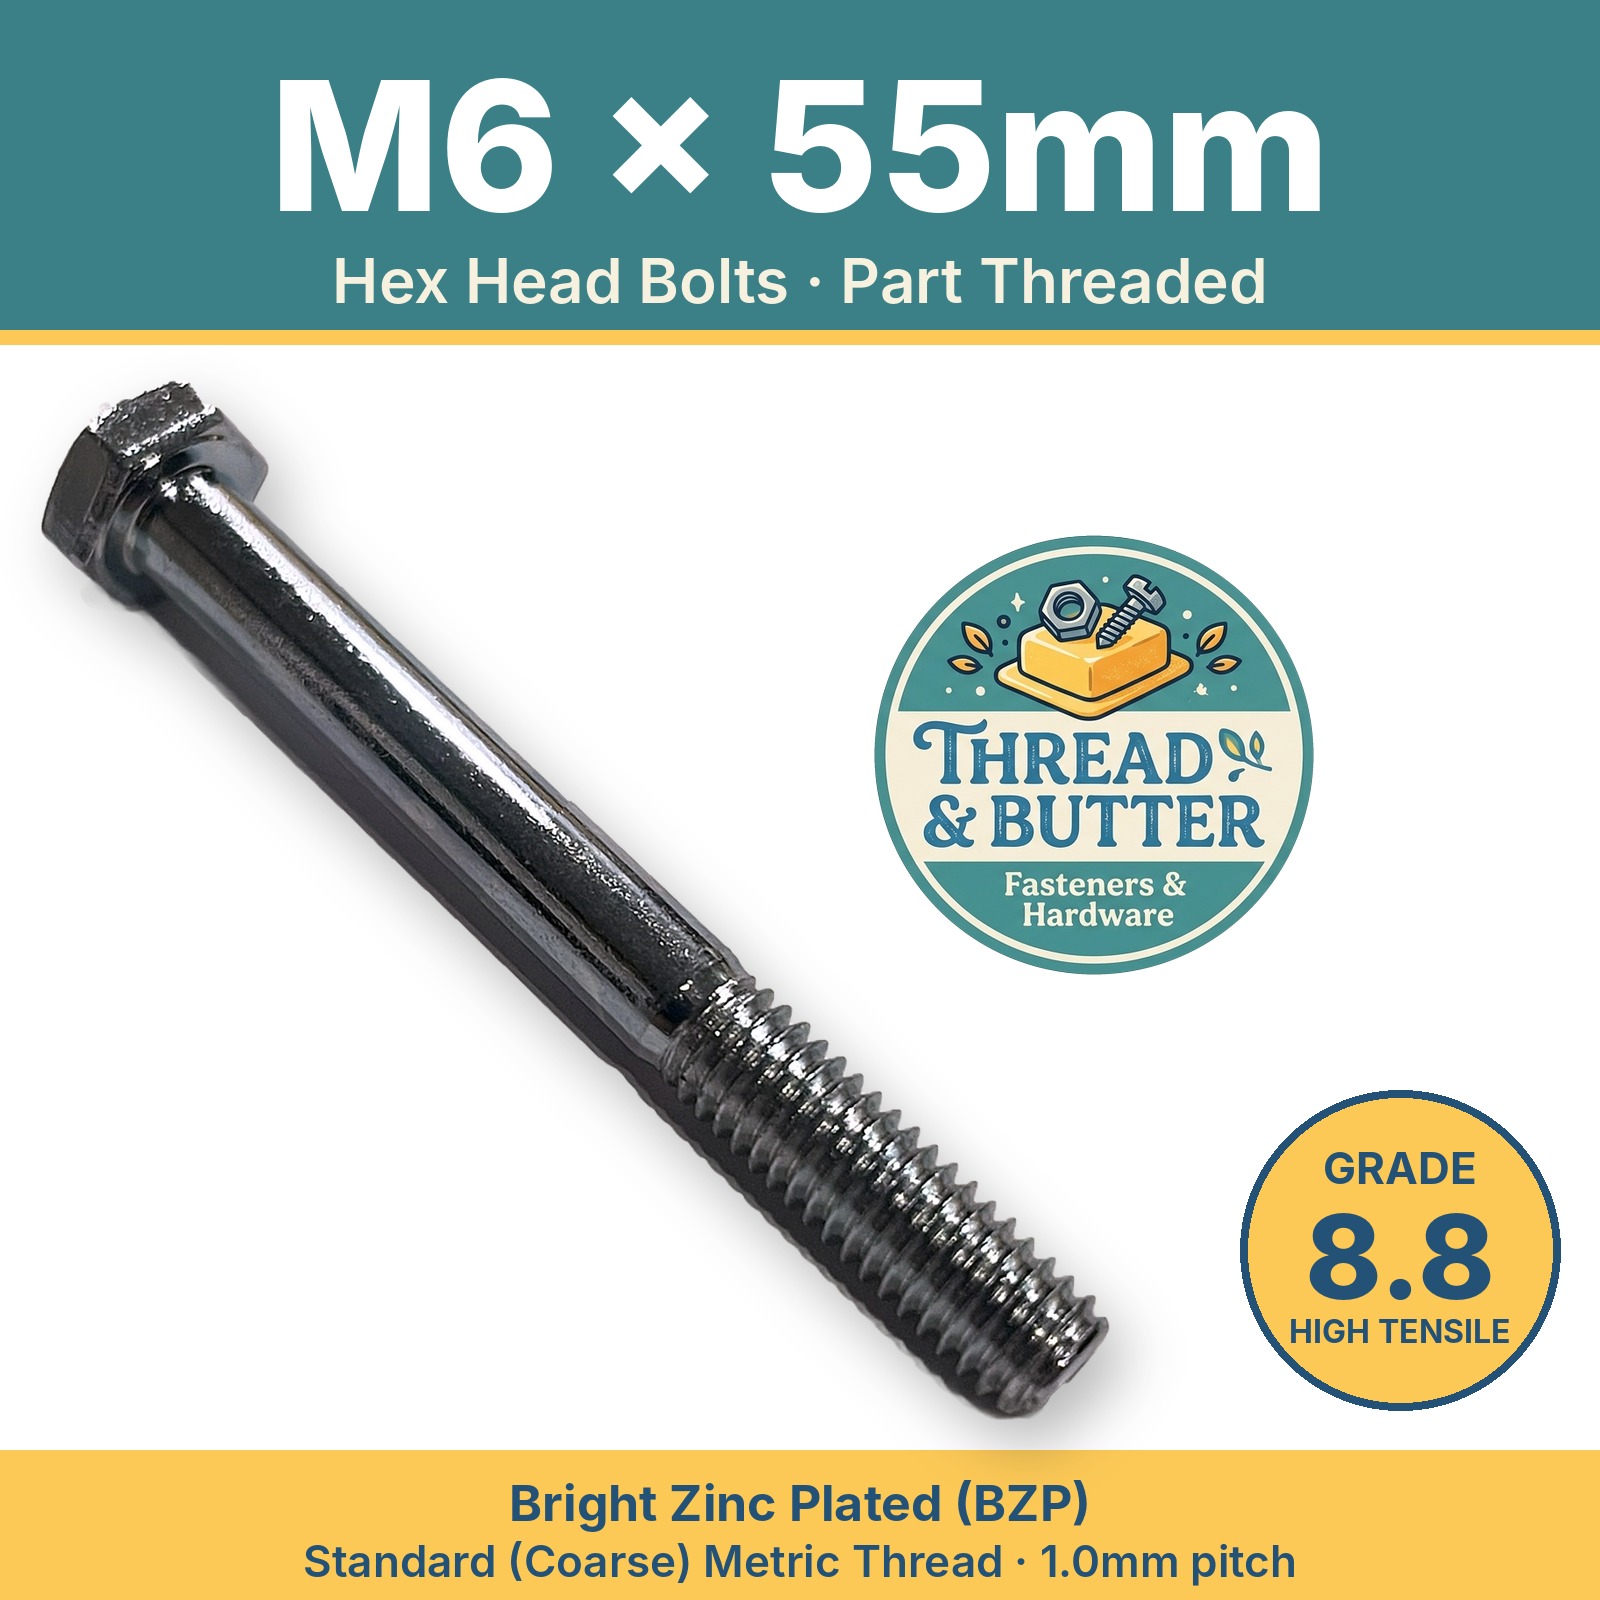 M6 × 55mm
Hex Head Bolts · Part Threaded
THREAD
& BUTTER
Fasteners &
Hardware
GRADE
8.8
HIGH TENSILE
Bright Zinc Plated (BZP)
Standard (Coarse) Metric Thread · 1.0mm pitch